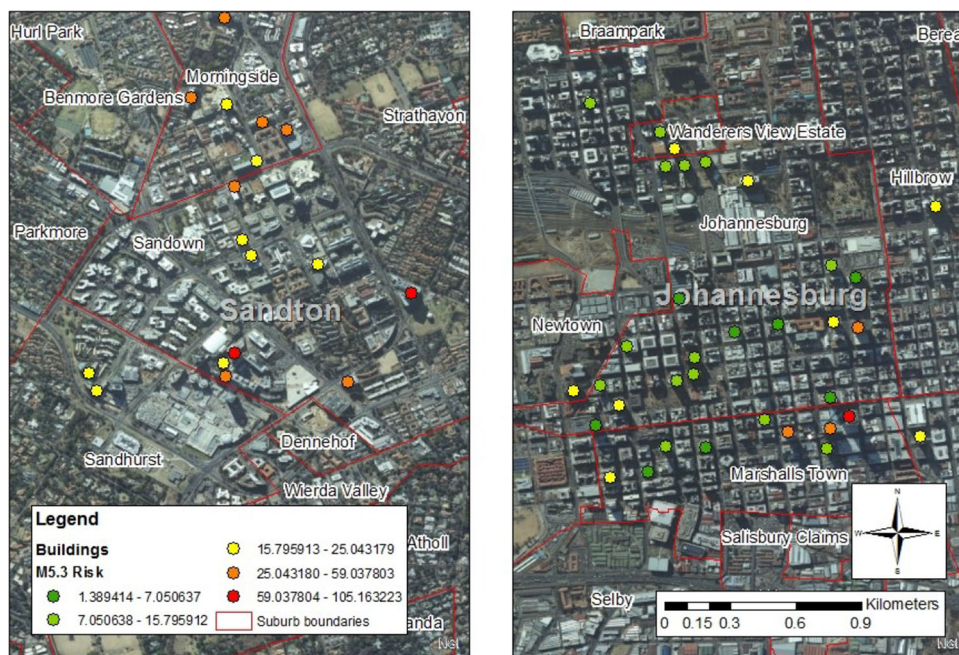 Hurl Park
Morningside
Benmore Gardens
Strathavon
Parkmore
Sandown
Sandton
Dennehof
Sandhurst
Wierda Valley
Atholl
anda
Legend
Buildings
M5.3 Risk
1.389414 - 7.050637
7.050638 - 15.795912
15.795913 - 25.043179
25.043180 - 59.037803
59.037804 - 105.163223
Suburb boundaries
Braampark
Berea
Wanderers View Estate
Hillbrow
Johannesburg
Johannesburg
Newtown
Marshalls Town
Salisbury Claims
Selby
N
W E
S
Kilometers
0 0.15 0.3 0.6 0.9